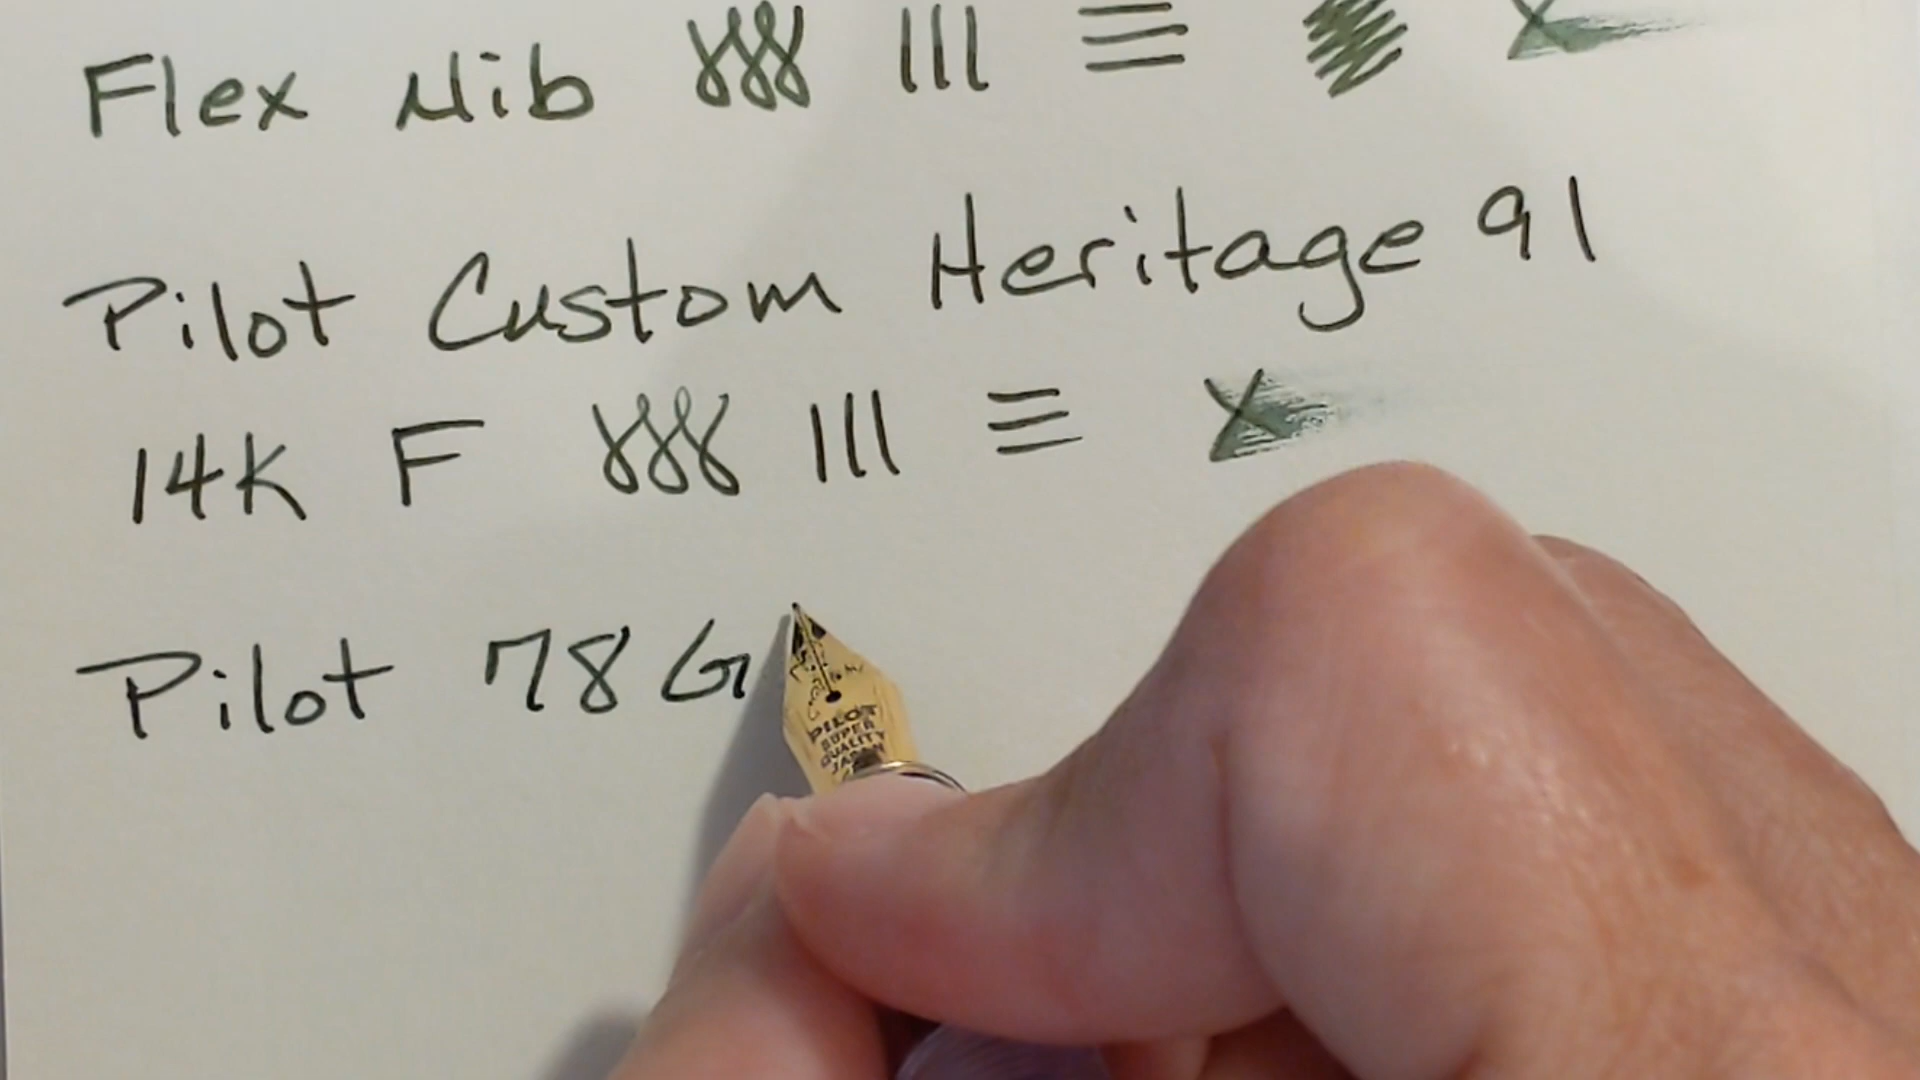 Flex Nib
Pilot Custom Heritage 91
14K F
Pilot 78G
PILOT
SUPER
QUALITY
JAPAN